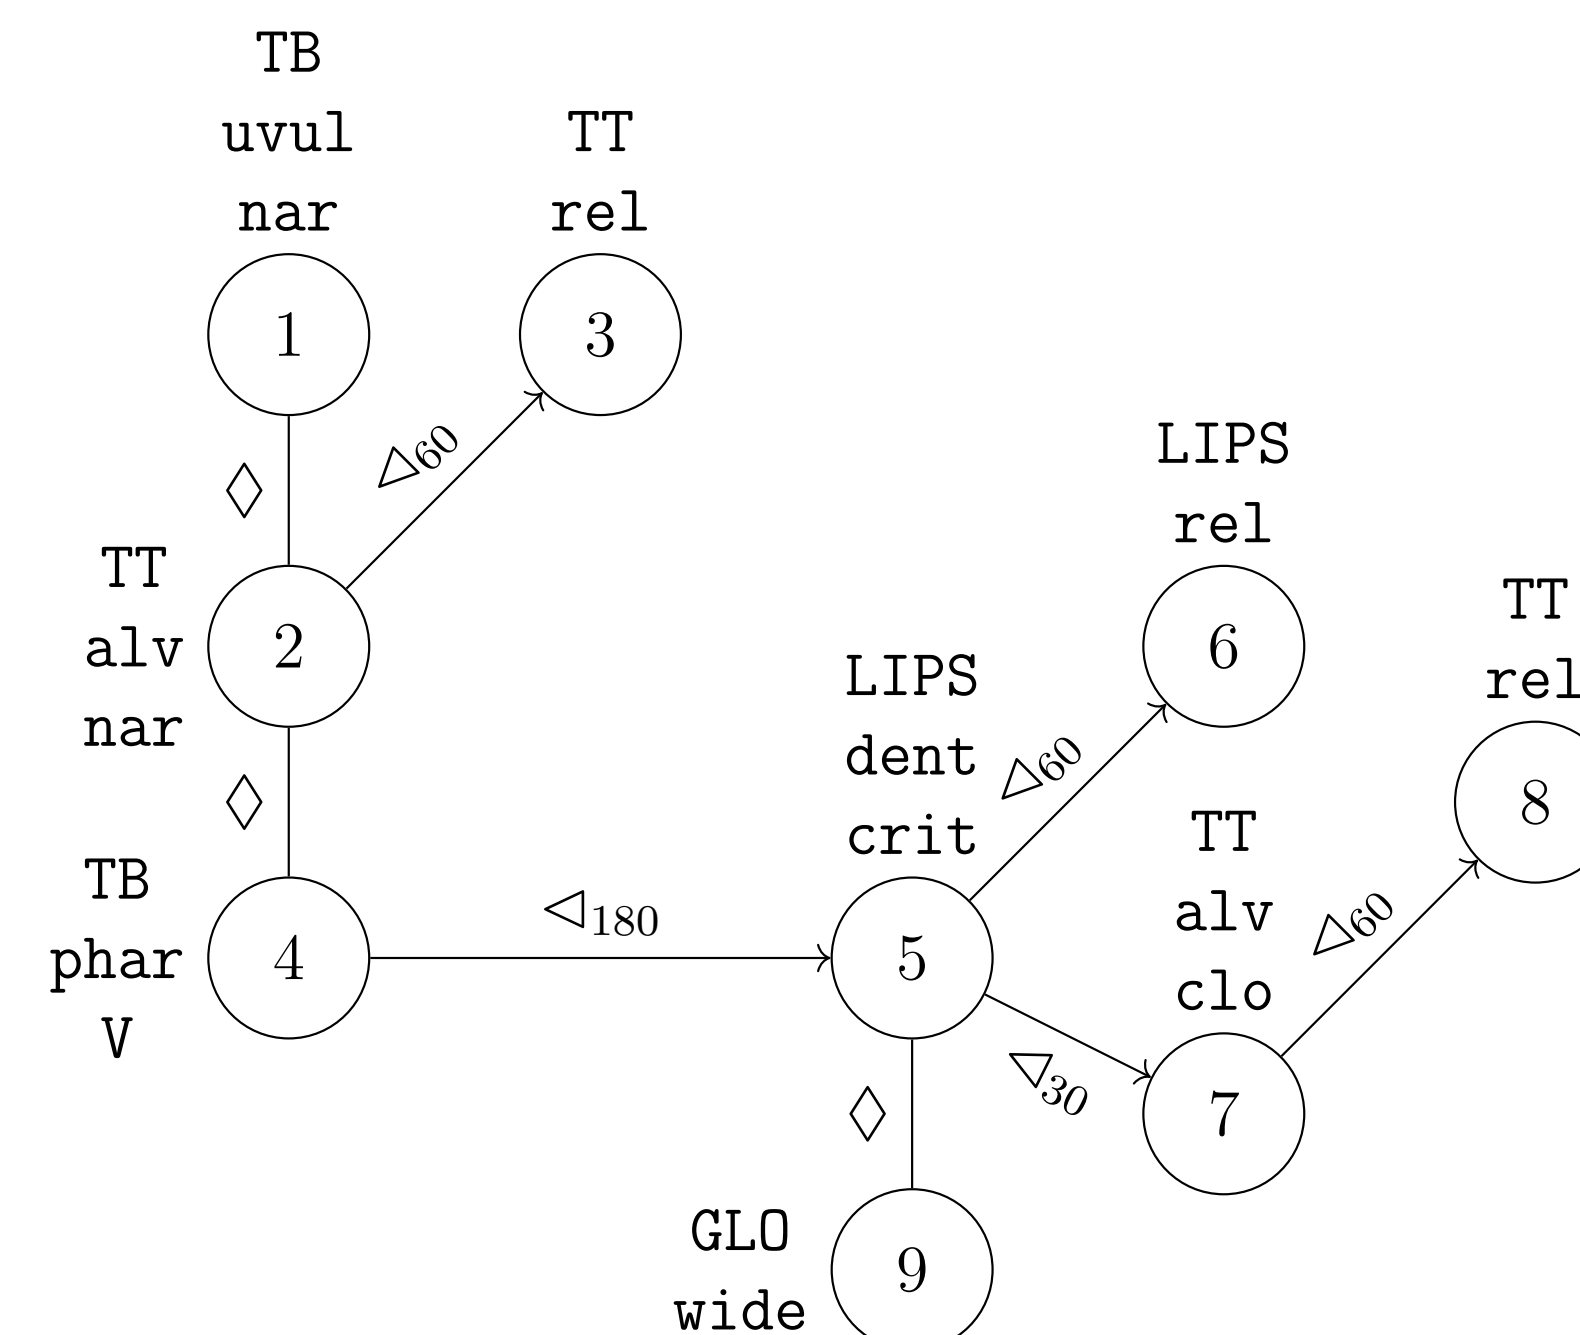 TB
uvul
nar
1
TT
rel
3
◁60
◇
TT
alv
nar
2
◇
TB
phar
V
4
◁180
LIPS
dent
crit
5
◁60
LIPS
rel
6
◁30
TT
alv
clo
7
◁60
TT
rel
8
◇
GLO
wide
9